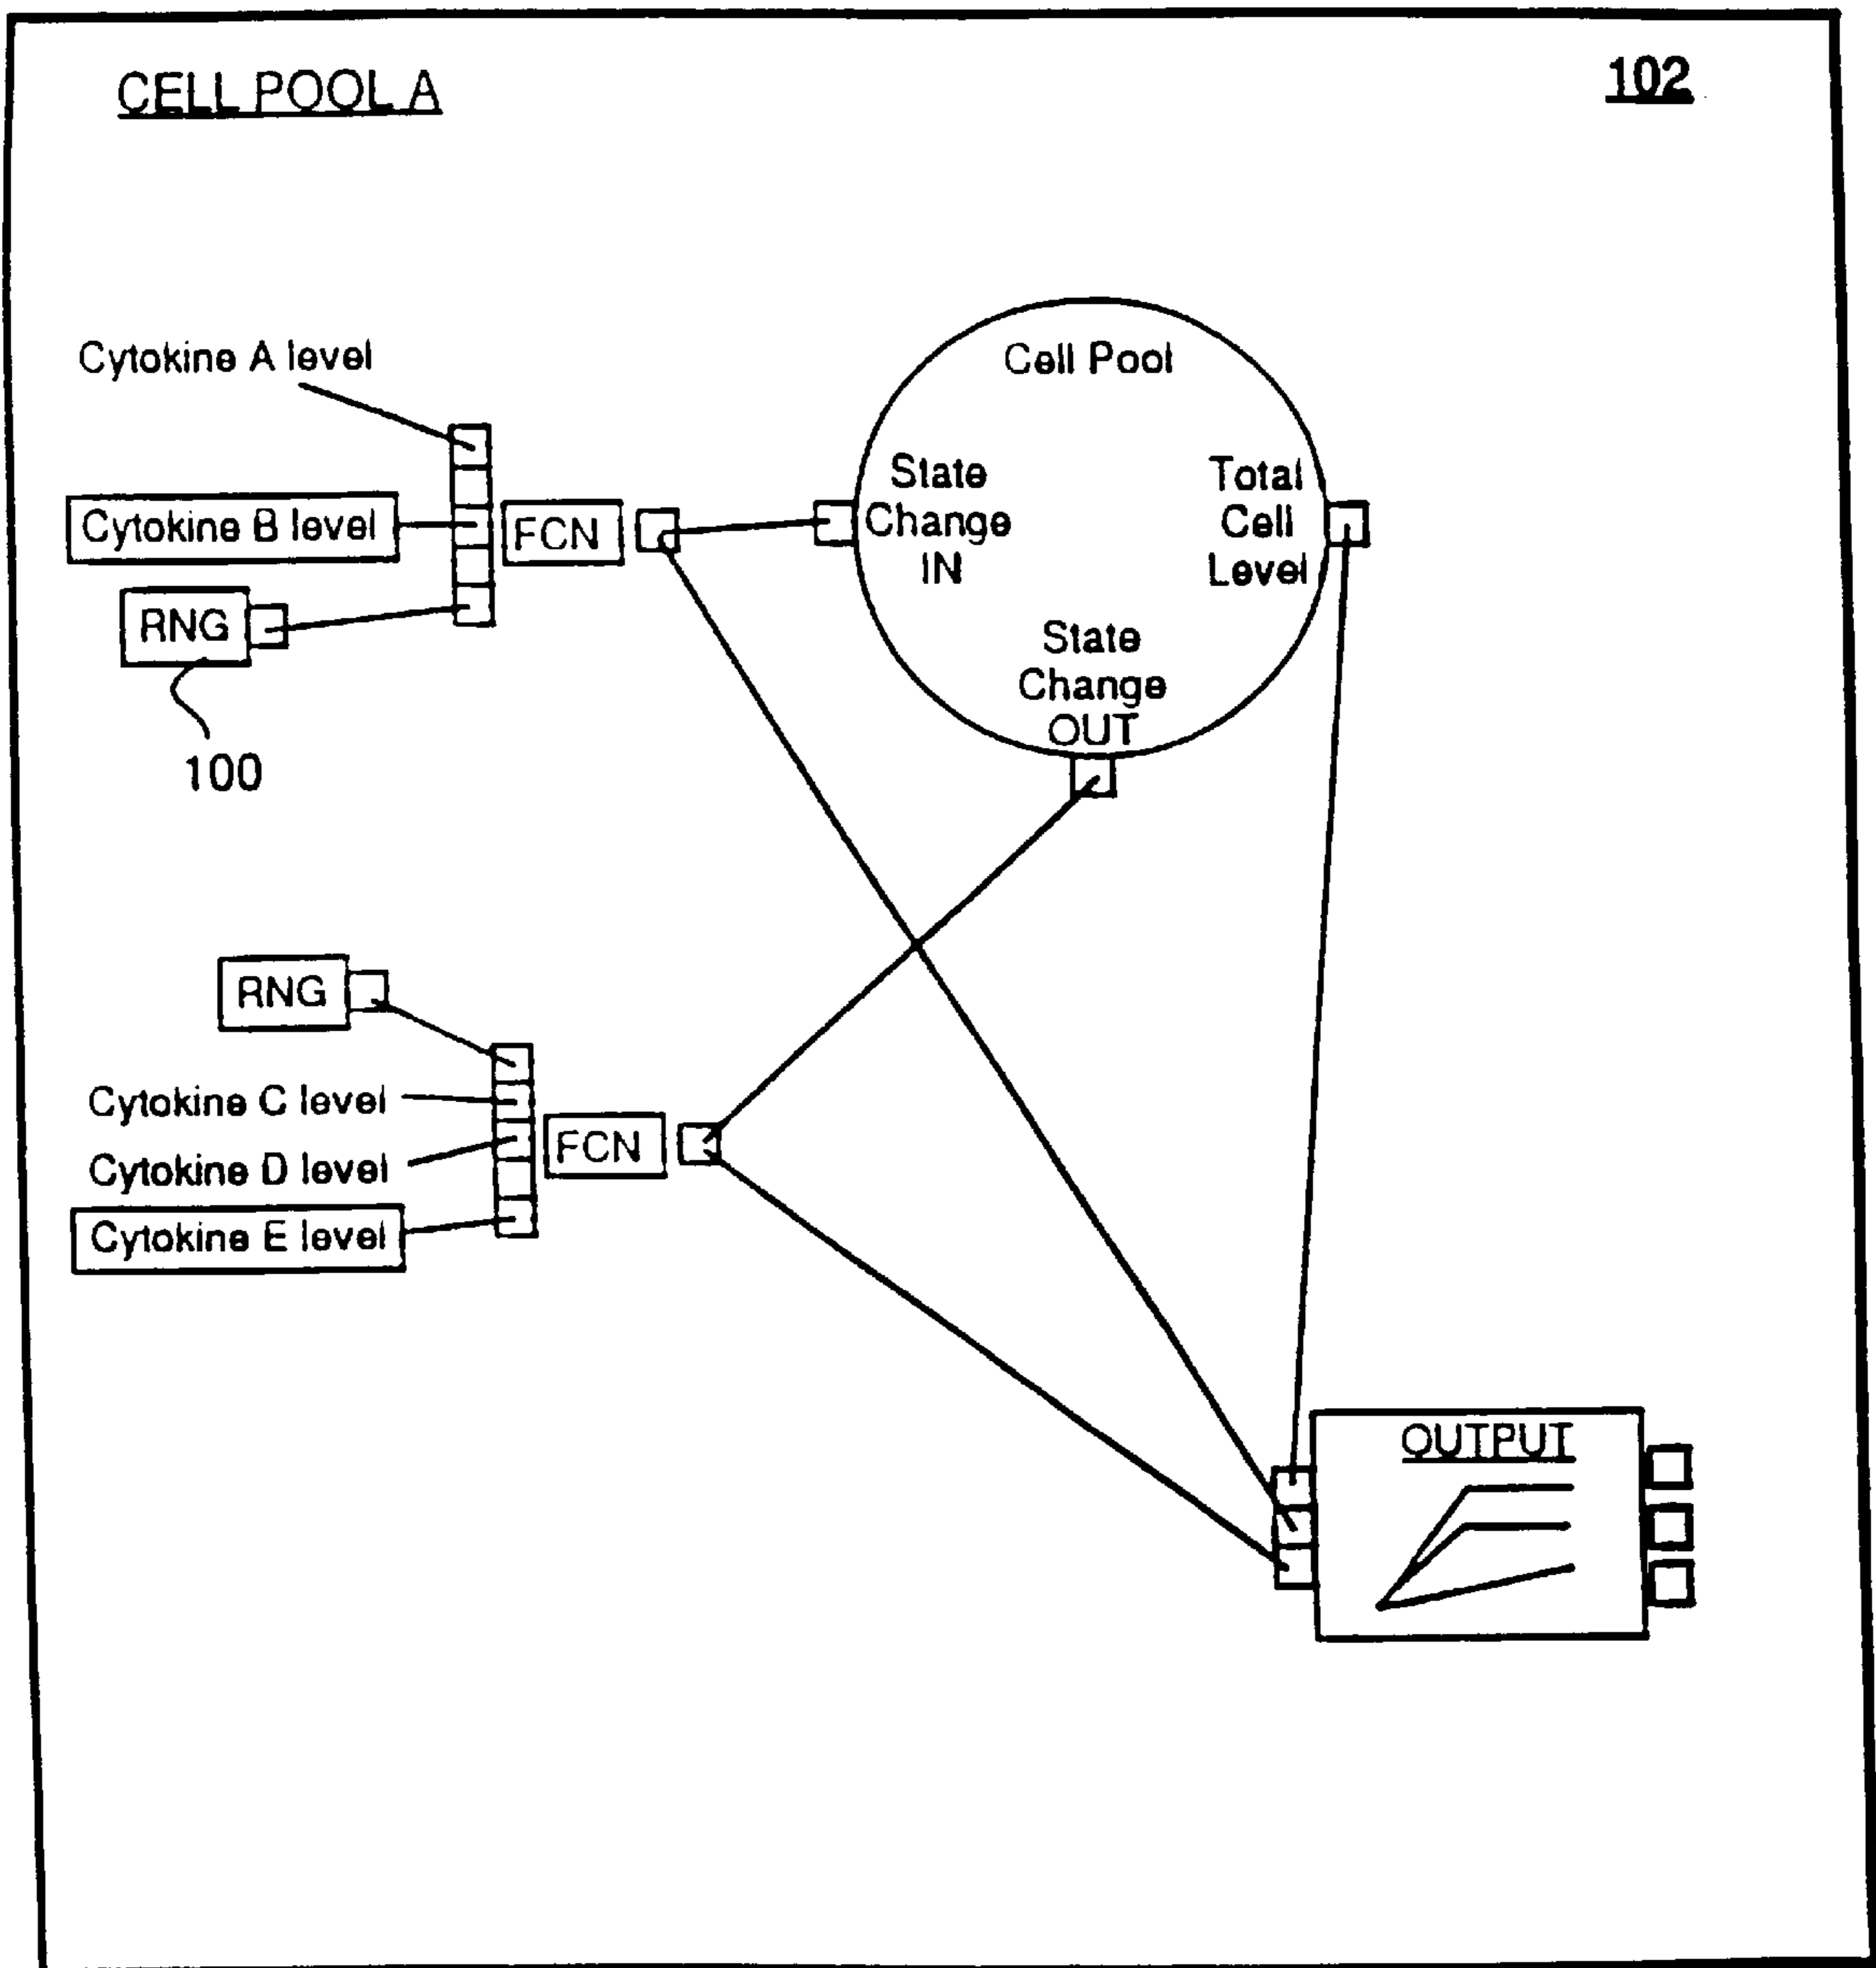 CELL POOL A
102
Cytokine A level
Cytokine B level
FCN
RNG
100
Cell Pool
State
Change
IN
Total
Cell
Level
State
Change
OUT
RNG
Cytokine C level
Cytokine D level
Cytokine E level
FCN
OUTPUT